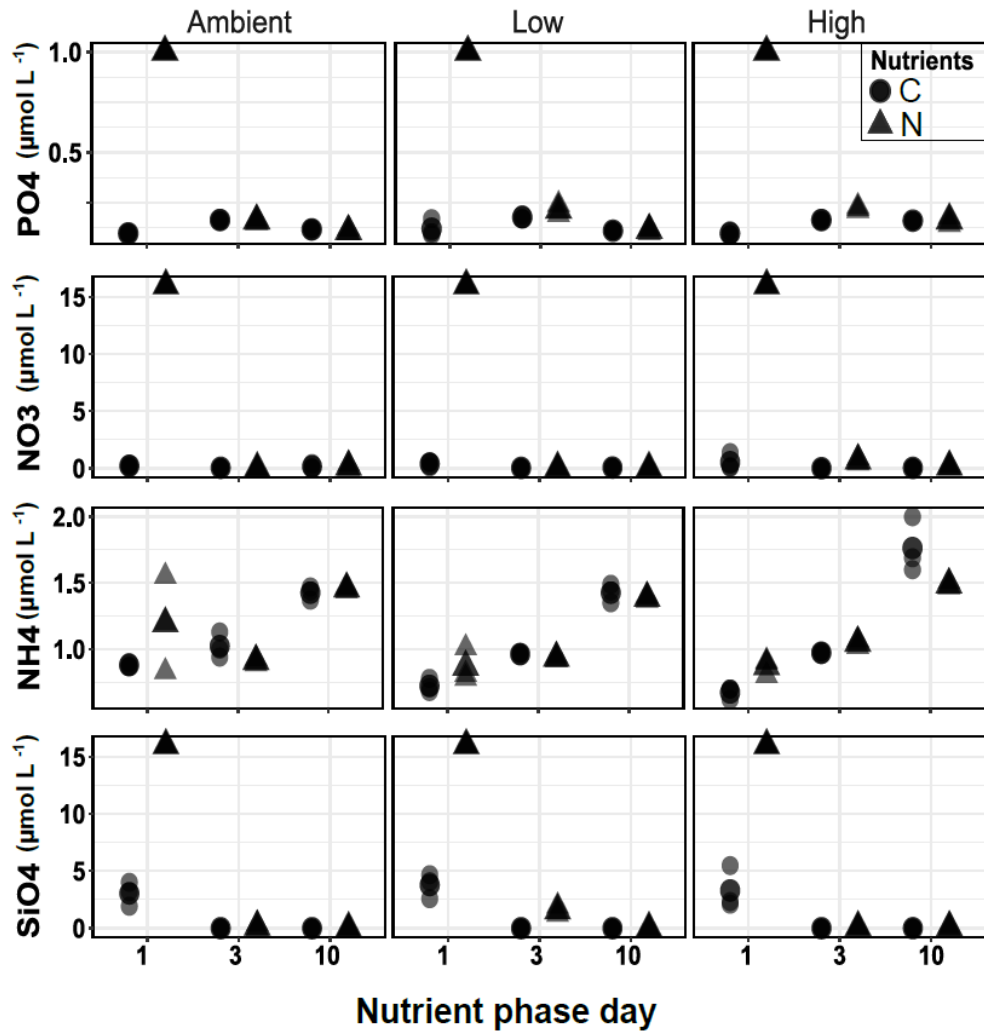 Ambient Low High
PO4 (µmol L -1)
1.0
0.5
Nutrients
C
N
NO3 (µmol L -1)
15
10
5
0
NH4 (µmol L -1)
2.0
1.5
1.0
SiO4 (µmol L -1)
15
10
5
0
1 3 10 1 3 10 1 3 10
Nutrient phase day